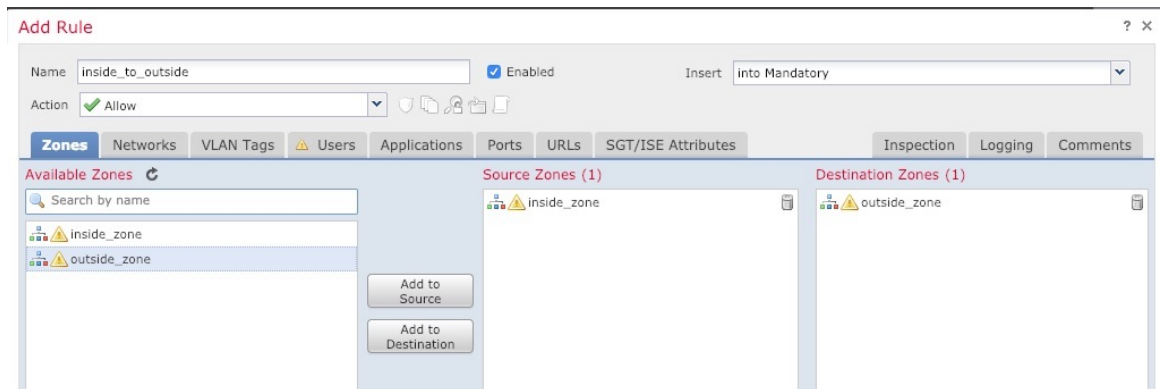 Add Rule ? ×
Name inside_to_outside Enabled Insert into Mandatory
Action Allow
Zones Networks VLAN Tags Users Applications Ports URLs SGT/ISE Attributes Inspection Logging Comments
Available Zones Source Zones (1) Destination Zones (1)
Search by name inside_zone outside_zone
inside_zone
outside_zone
Add to
Source
Add to
Destination